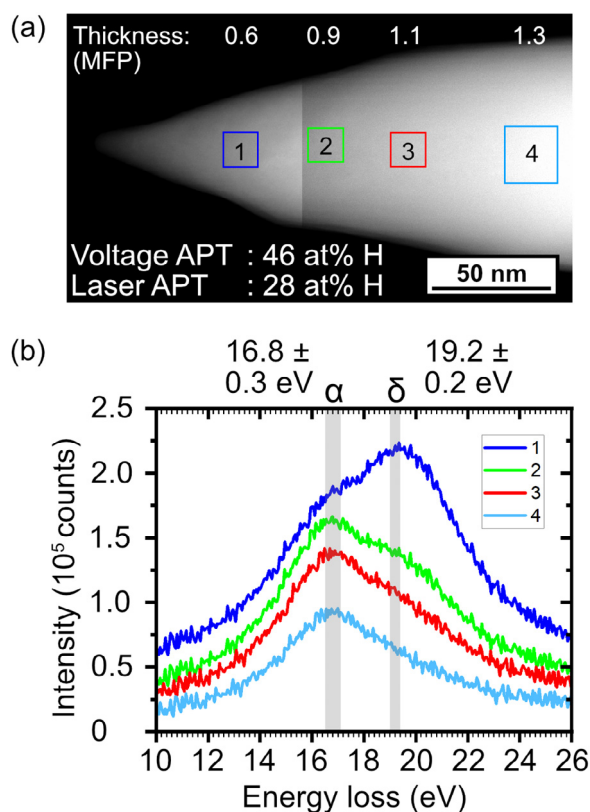 (a)
Thickness: 0.6 0.9 1.1 1.3
(MFP)
1 2 3 4
Voltage APT : 46 at% H
Laser APT : 28 at% H
50 nm
(b)
16.8 ± 19.2 ±
0.3 eV α δ 0.2 eV
2.5
2.0
1.5
1.0
0.5
0
Intensity (10⁵ counts)
1
2
3
4
10 12 14 16 18 20 22 24 26
Energy loss (eV)